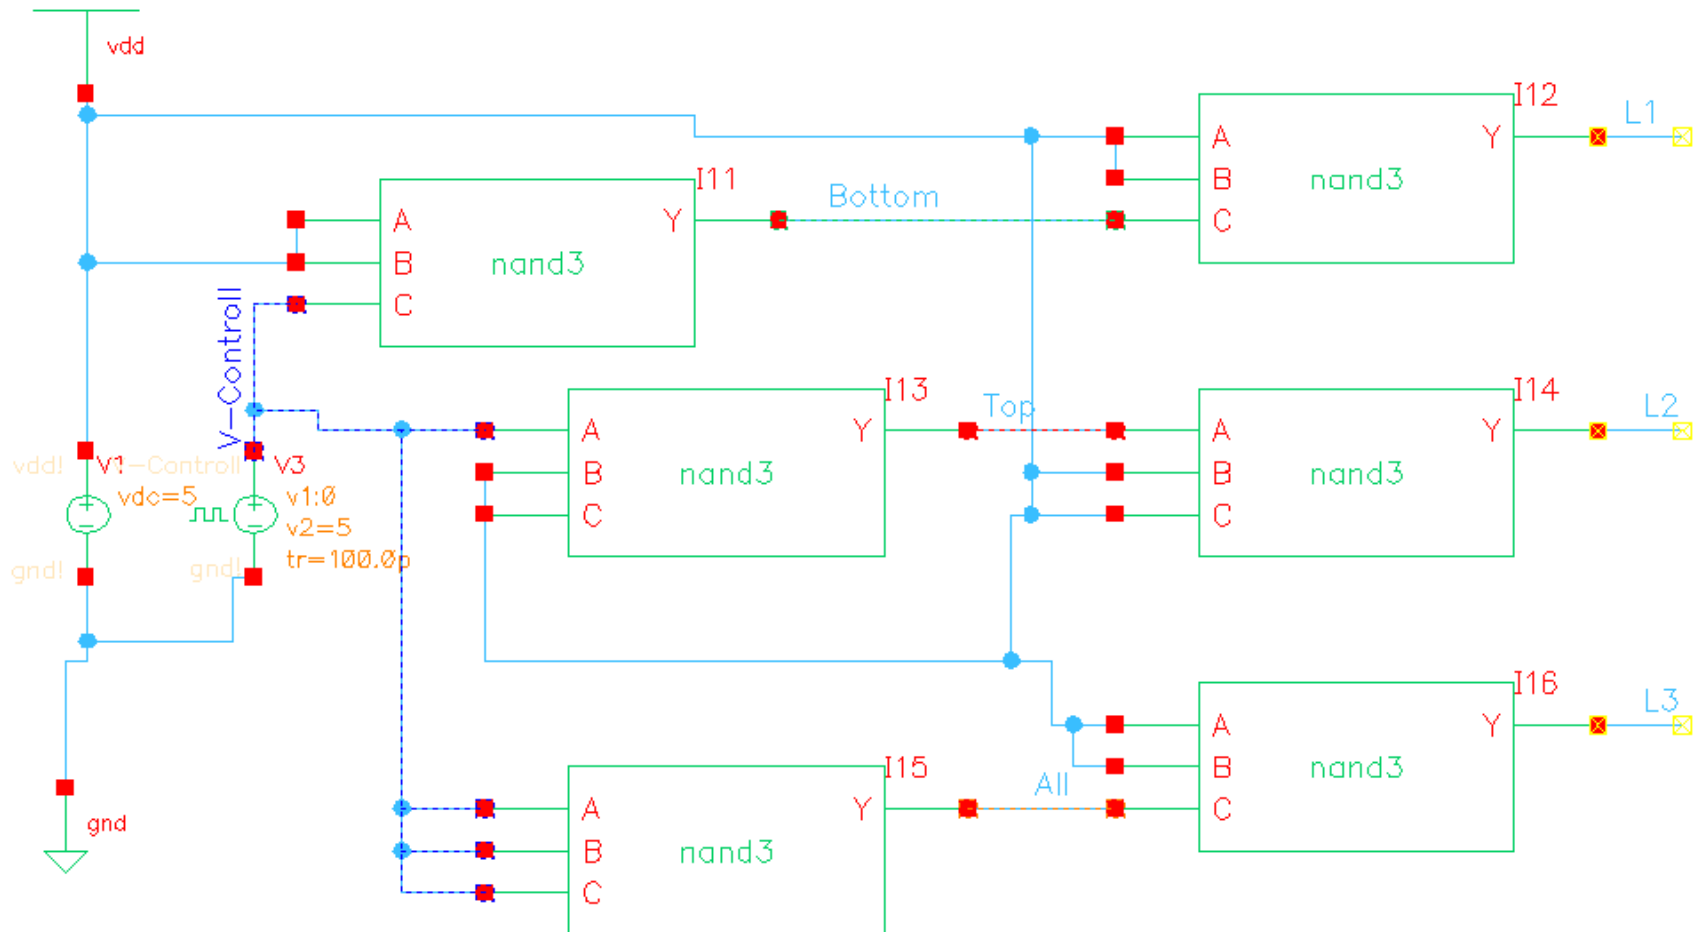 vdd
I12
L1
A
Y
B
nand3
C
I11
Bottom
A
Y
B
nand3
C
V-Controll
I13
Top
I14
L2
A
Y
A
Y
B
nand3
B
nand3
C
C
vdd!
V1
V-Controll
V3
vdc=5
v1:0
v2=5
tr=100.0p
gnd!
gnd!
I16
L3
A
Y
B
nand3
C
I15
All
A
Y
B
nand3
C
gnd